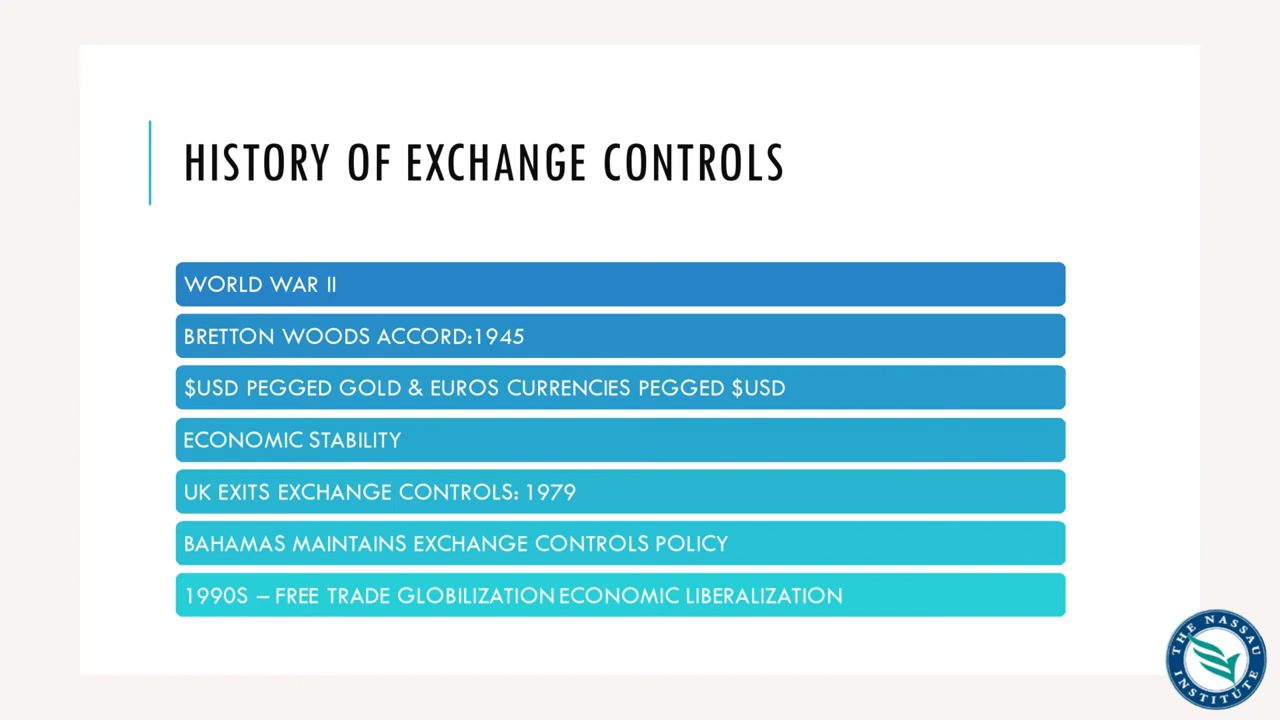 HISTORY OF EXCHANGE CONTROLS
WORLD WAR II
BRETTON WOODS ACCORD:1945
$USD PEGGED GOLD & EUROS CURRENCIES PEGGED $USD
ECONOMIC STABILITY
UK EXITS EXCHANGE CONTROLS: 1979
BAHAMAS MAINTAINS EXCHANGE CONTROLS POLICY
1990S – FREE TRADE GLOBILIZATION ECONOMIC LIBERALIZATION
THE NASSAU INSTITUTE